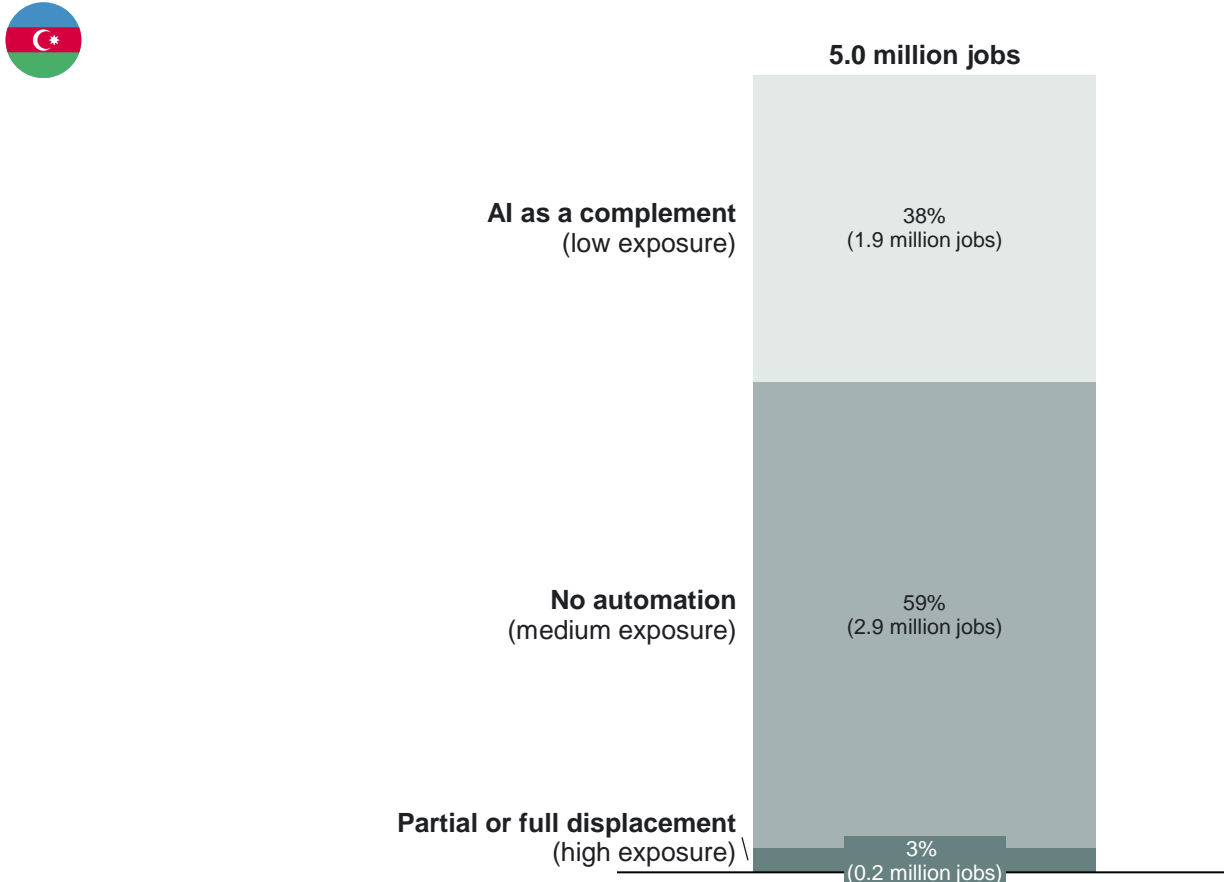 5.0 million jobs
AI as a complement
(low exposure)
38%
(1.9 million jobs)
No automation
(medium exposure)
59%
(2.9 million jobs)
Partial or full displacement
(high exposure)
3%
(0.2 million jobs)